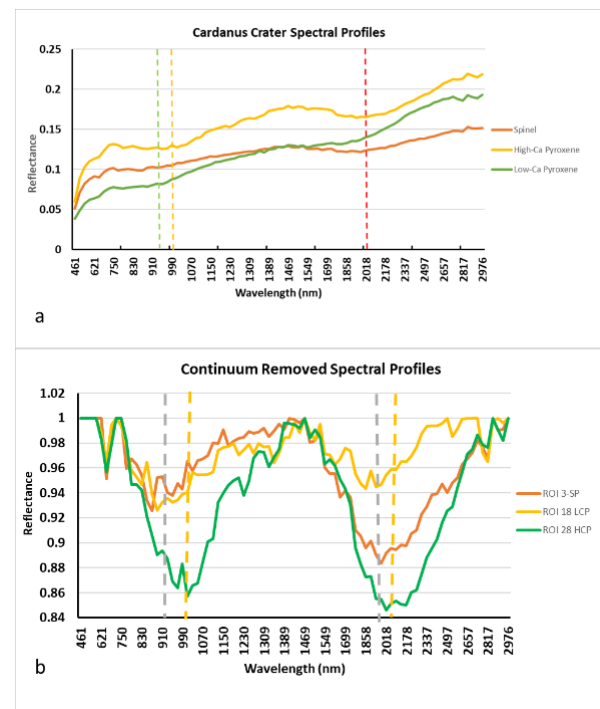 Cardanus Crater Spectral Profiles
0.25
0.2
0.15
0.1
0.05
0
Reflectance
461 621 750 830 910 990 1070 1150 1230 1309 1389 1469 1549 1699 1858 2018 2177 2337 2497 2657 2817 2976
Wavelength (nm)
Spinel
High-Ca Pyroxene
Low-Ca Pyroxene
a
Continuum Removed Spectral Profiles
1.02
1
0.98
0.96
0.94
0.92
0.9
0.88
0.86
0.84
Reflectance
461 621 750 830 910 990 1070 1150 1230 1309 1389 1469 1549 1699 1858 2018 2177 2337 2497 2657 2817 2976
Wavelength (nm)
ROI 3-SP
ROI 18 LCP
ROI 28 HCP
b